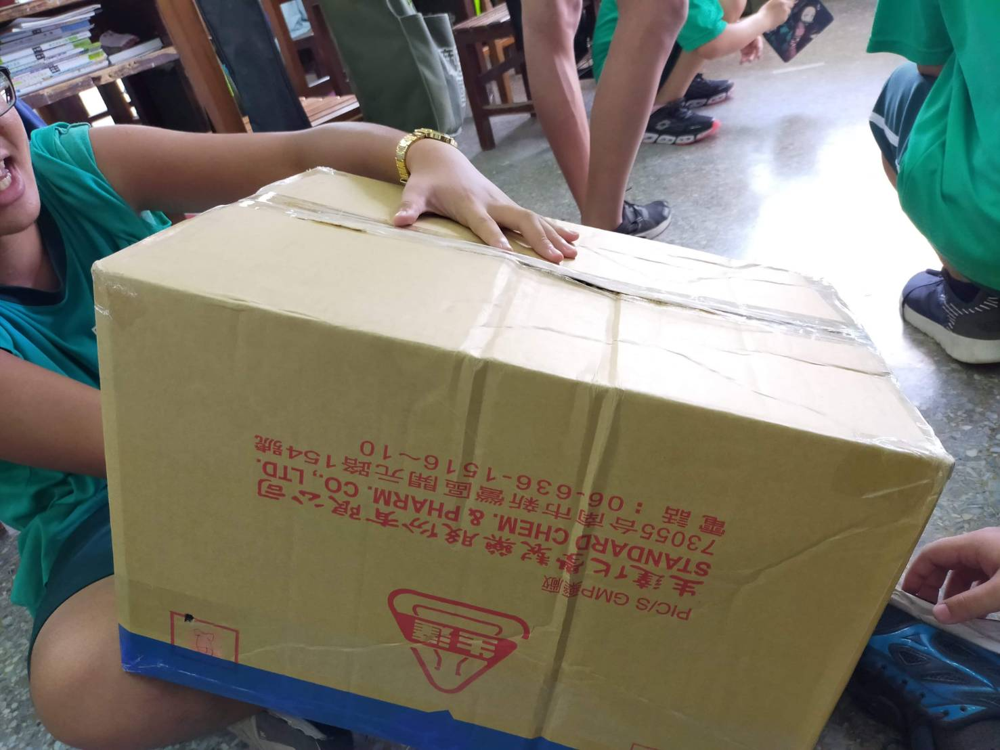 生達
PIC/S GMP藥廠
生達化學製藥股份有限公司
STANDARD CHEM. & PHARM. CO., LTD.
73055台南市新營區開元路154號
電話：06-636-1516~10